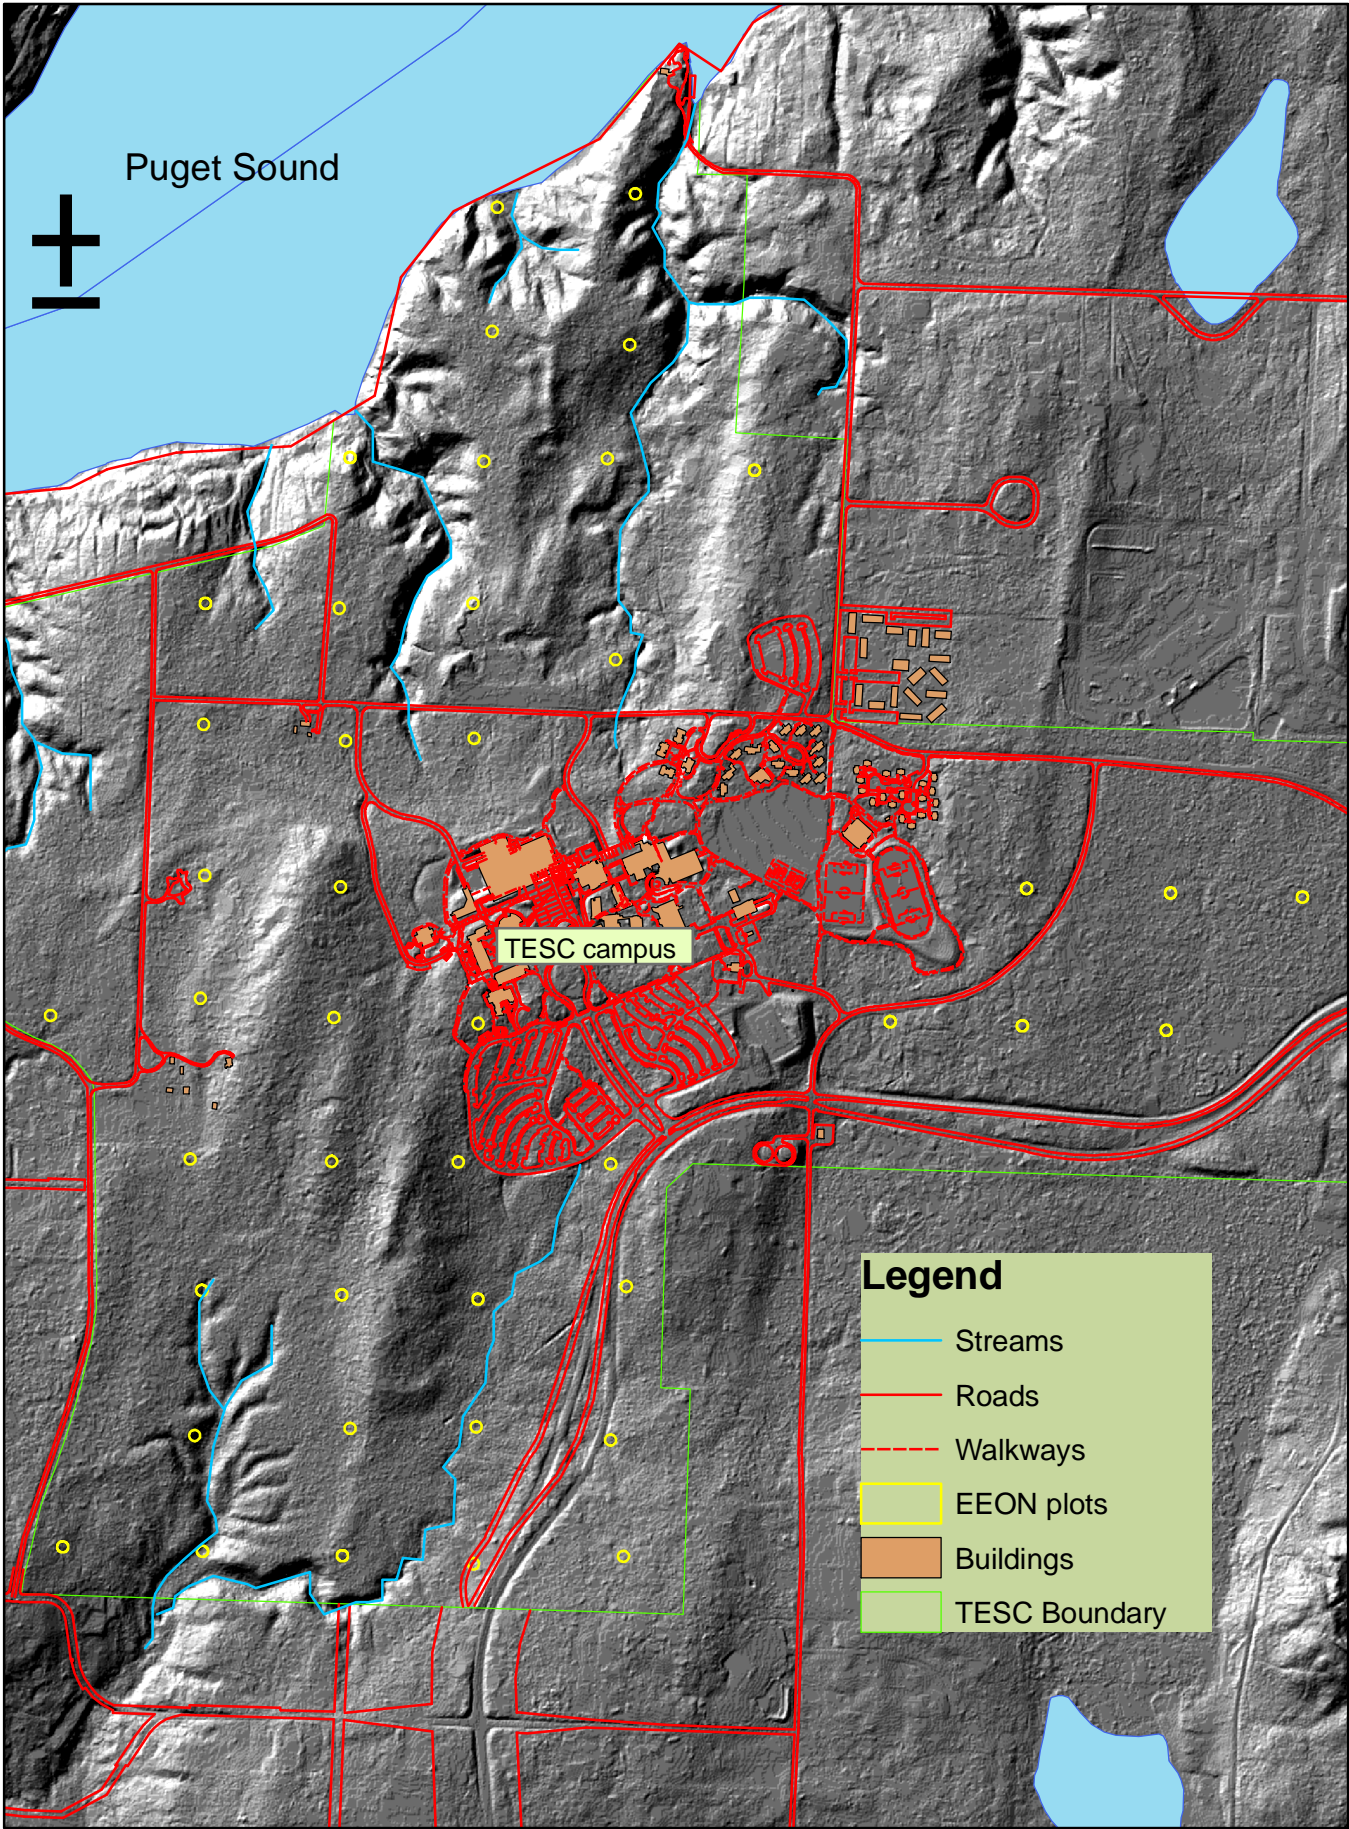 Puget Sound
TESC campus
Legend
Streams
Roads
Walkways
EEON plots
Buildings
TESC Boundary